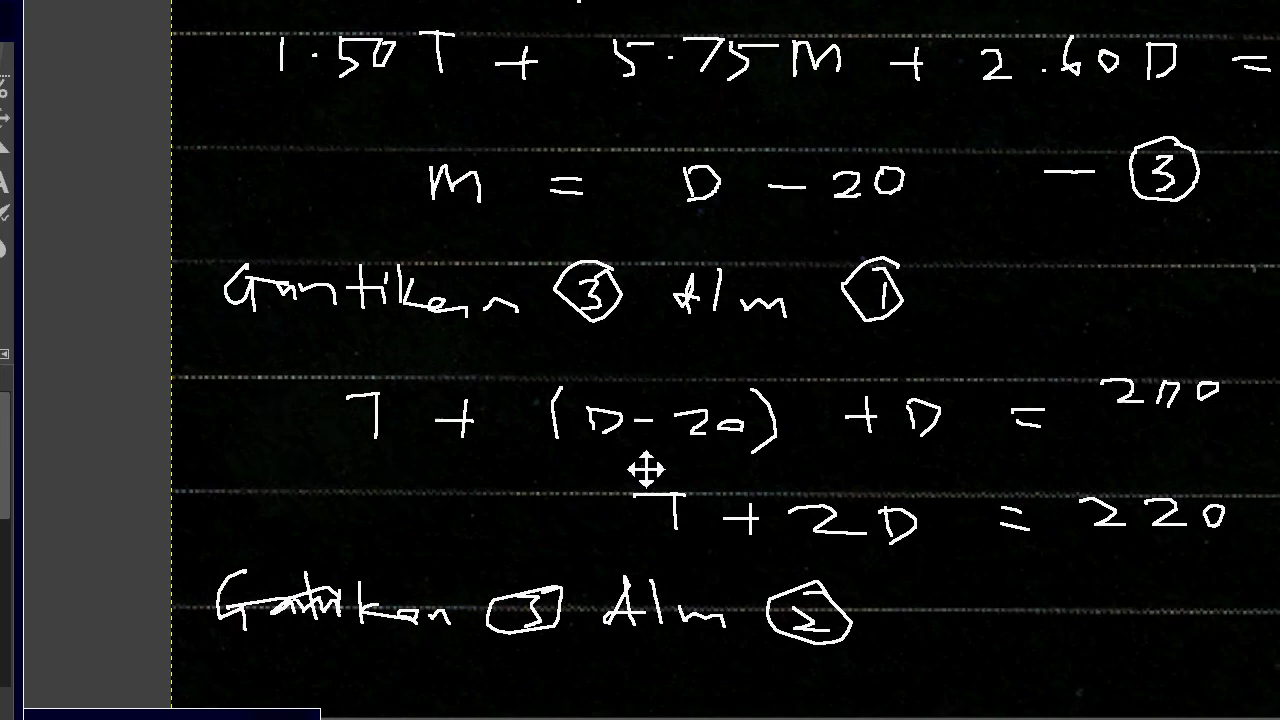 1.50T + 5.75M + 2.60D =
M = D - 20 - ③
Gantikan ③ dlm ①
T + (D - 20) + D = 200
T + 2D = 220
Gantikan ③ dlm ②